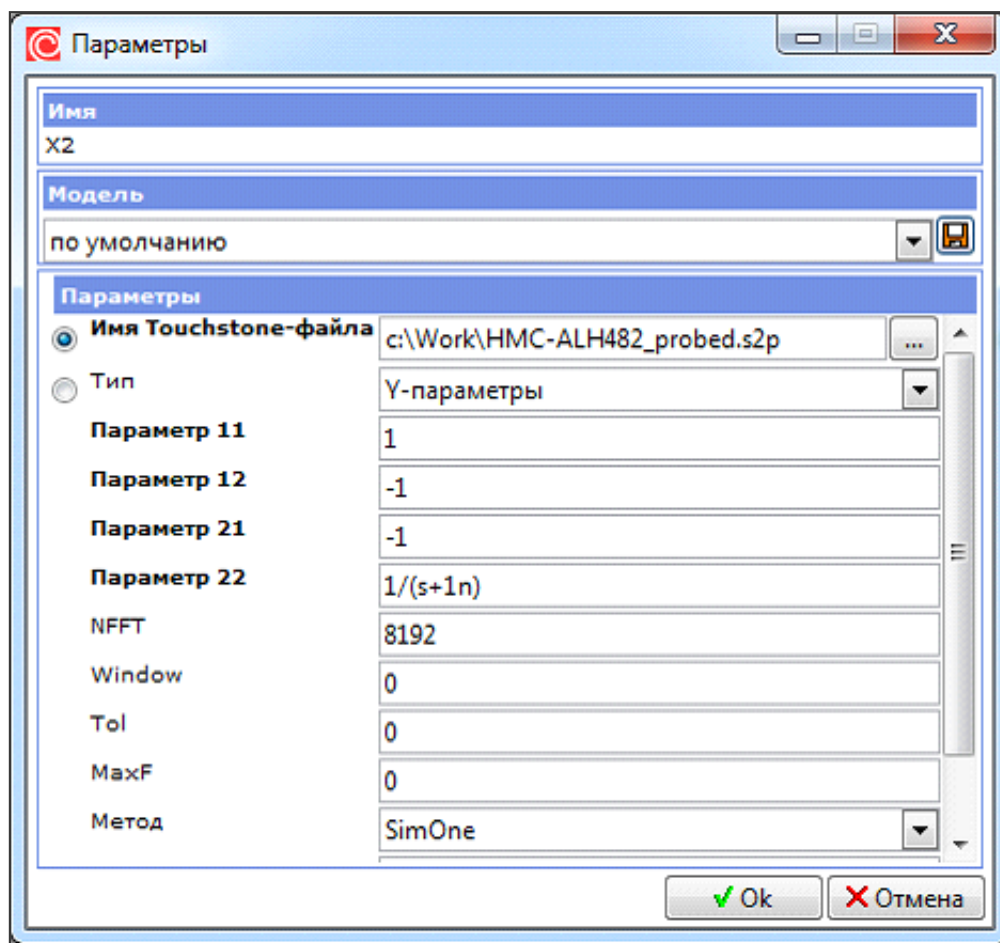 Параметры
Имя
X2
Модель
по умолчанию
Параметры
Имя Touchstone-файла c:\Work\HMC-ALH482_probed.s2p ...
Тип Y-параметры
Параметр 11 1
Параметр 12 -1
Параметр 21 -1
Параметр 22 1/(s+1n)
NFFT 8192
Window 0
Tol 0
MaxF 0
Метод SimOne
Ok Отмена